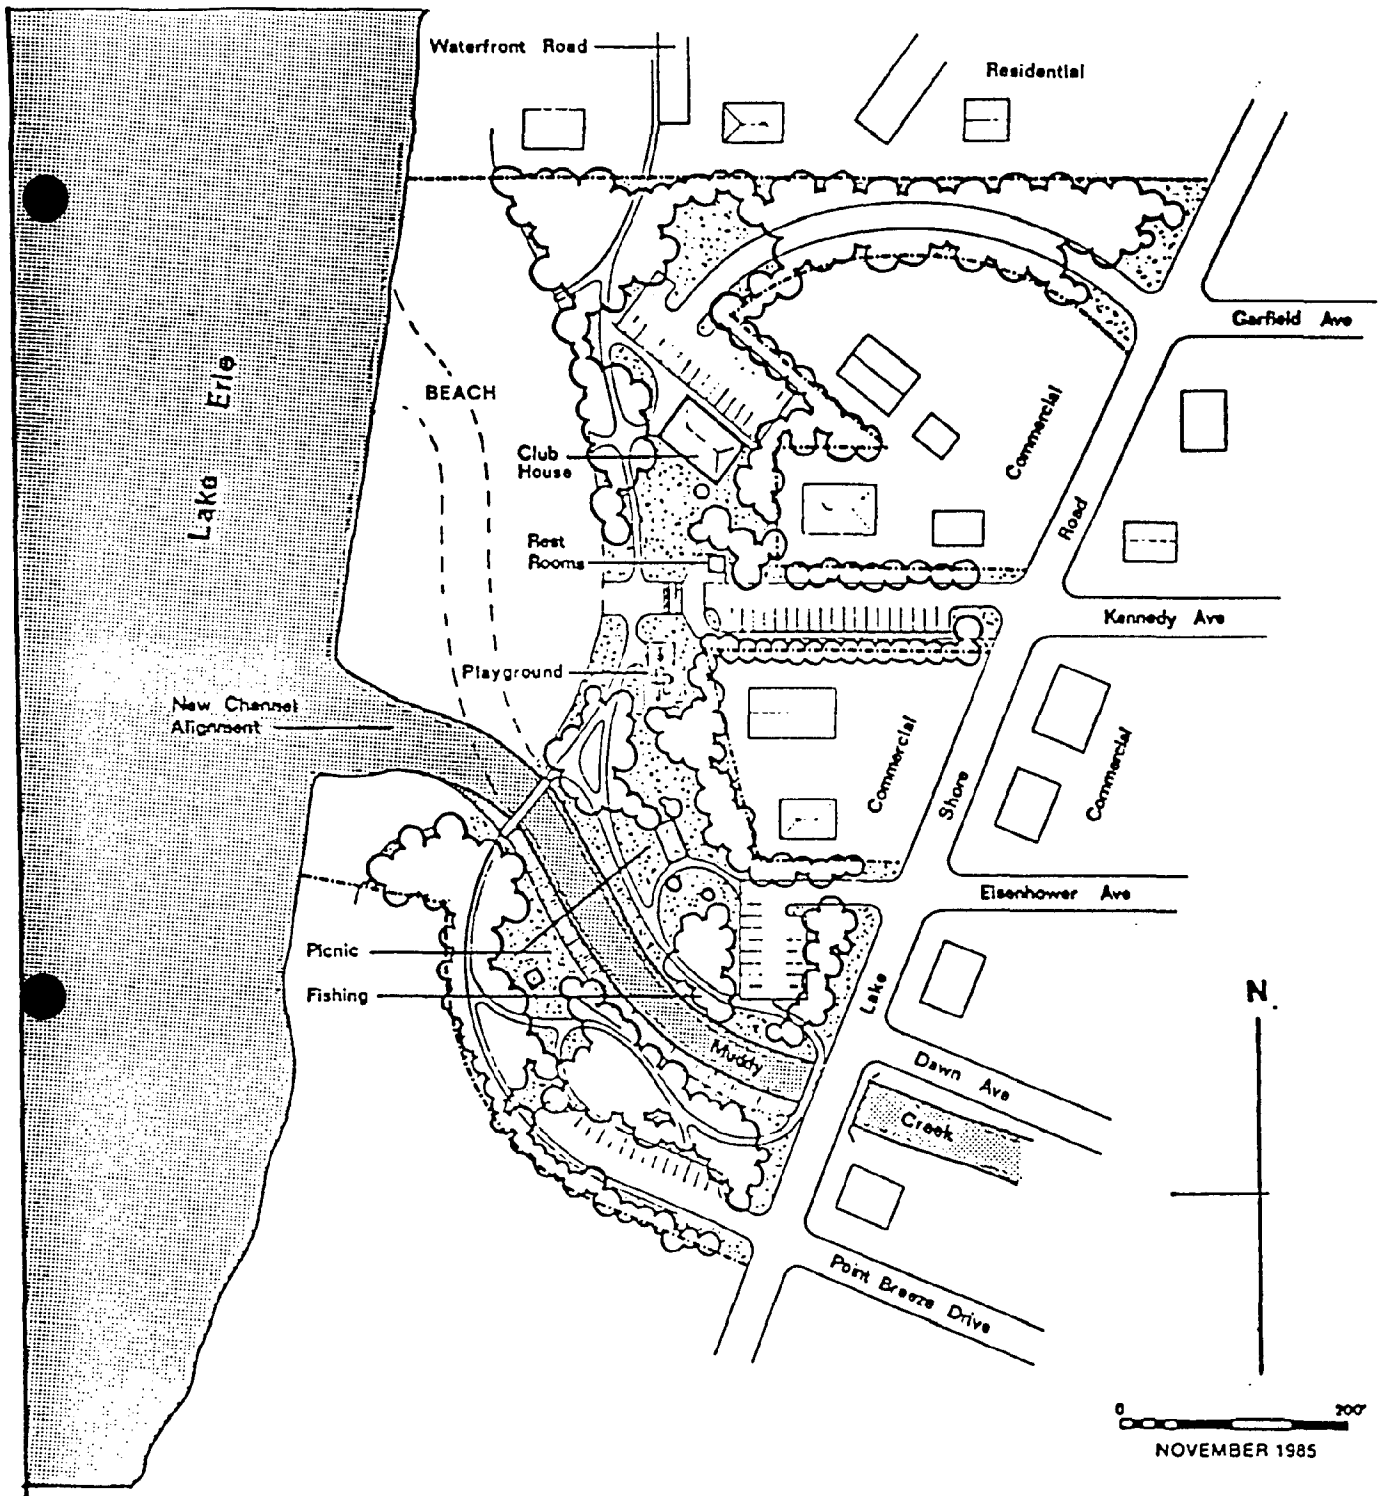 Waterfront Road
Residential
Garfield Ave
Lake Erie
BEACH
Commercial
Club
House
Road
Rest
Rooms
Kennedy Ave
Playground
New Channel
Alignment
Commercial
Commercial
Shore
Eisenhower Ave
Picnic
Fishing
Lake
N.
Muddy
Dawn Ave
Creek
Point Breeze Drive
0 200'
NOVEMBER 1985